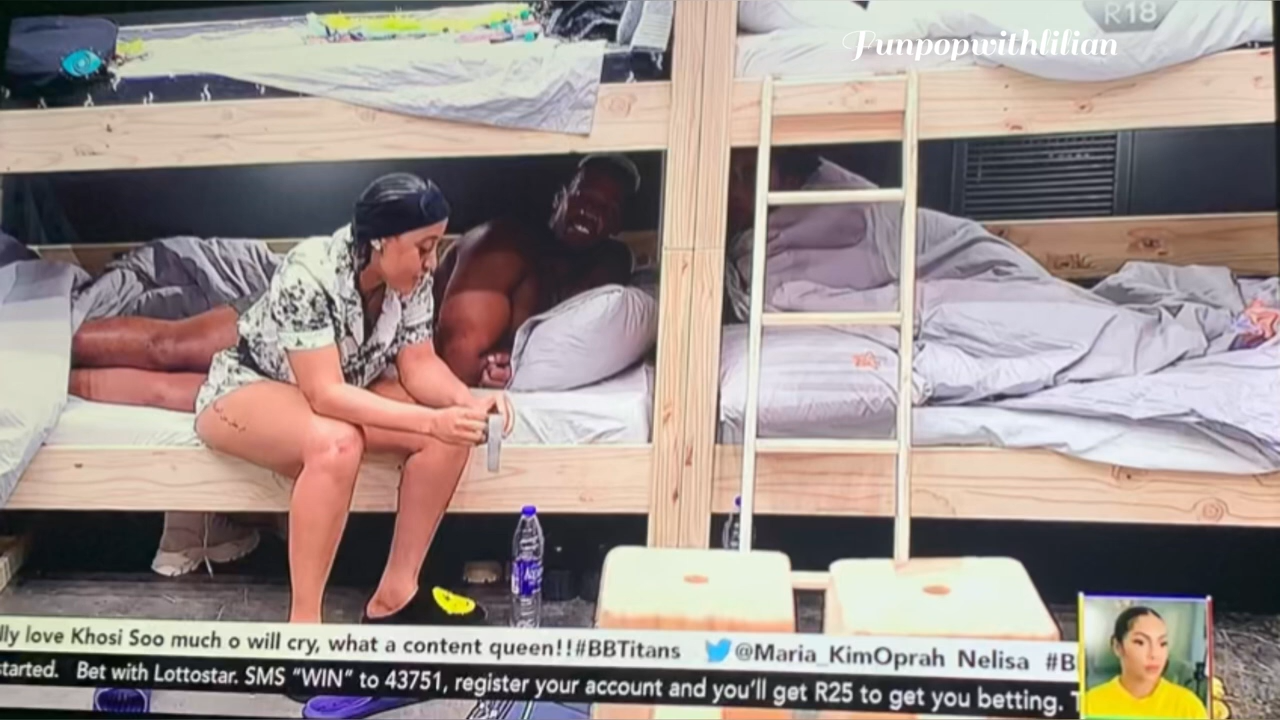 R18
Funpopwithlilian
lly love Khosi Soo much o will cry, what a content queen!!#BBTitans @Maria_KimOprah Nelisa #B
started. Bet with Lottostar. SMS “WIN” to 43751, register your account and you’ll get R25 to get you betting. T